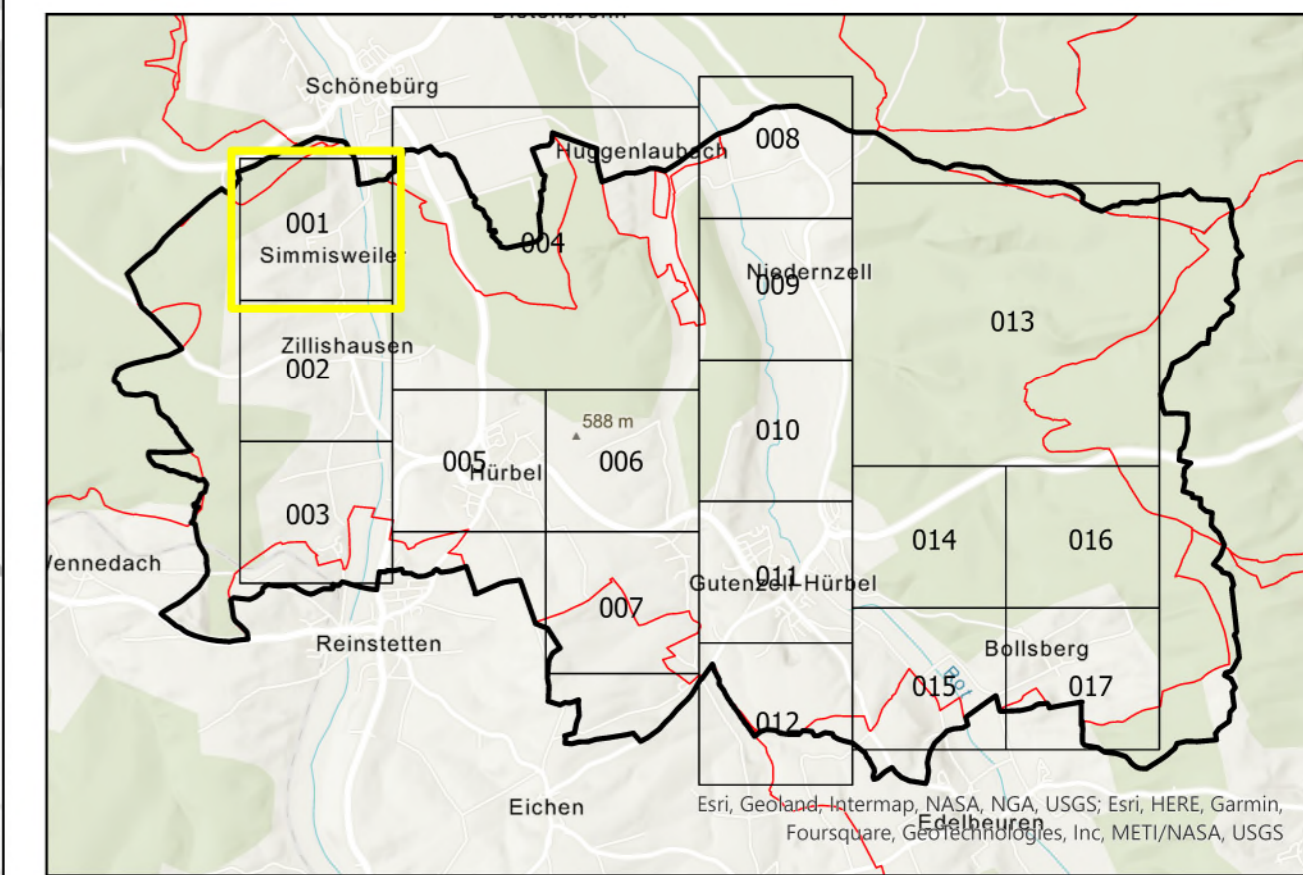 Dietenbronn
Schönebürg
008
Huggenlaubach
001
004
Simmisweiler
Niedernzell
009
013
Zillishausen
002
588 m
010
005
006
Hürbel
003
014
016
Wennedach
011
Gutenzell-Hürbel
007
Reinstetten
Bollsberg
015
Rot
017
012
Eichen
Esri, Geoland, Intermap, NASA, NGA, USGS; Esri, HERE, Garmin,
Edelbeuren
Foursquare, GeoTechnologies, Inc, METI/NASA, USGS